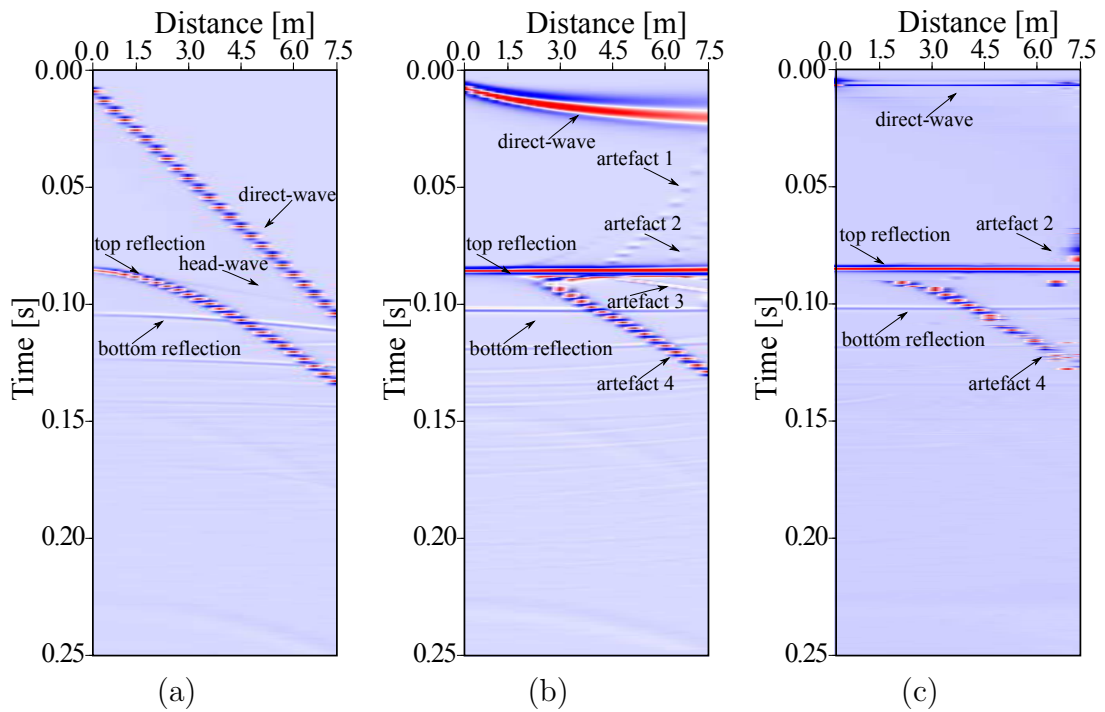 Distance [m]
0.0 1.5 3.0 4.5 6.0 7.5
0.00
0.05
0.10
0.15
0.20
0.25
Time [s]
direct-wave
top reflection
head-wave
bottom reflection
(a)
Distance [m]
0.0 1.5 3.0 4.5 6.0 7.5
0.00
0.05
0.10
0.15
0.20
0.25
Time [s]
direct-wave
artefact 1
artefact 2
top reflection
artefact 3
bottom reflection
artefact 4
(b)
Distance [m]
0.0 1.5 3.0 4.5 6.0 7.5
0.00
0.05
0.10
0.15
0.20
0.25
Time [s]
direct-wave
artefact 2
top reflection
bottom reflection
artefact 4
(c)